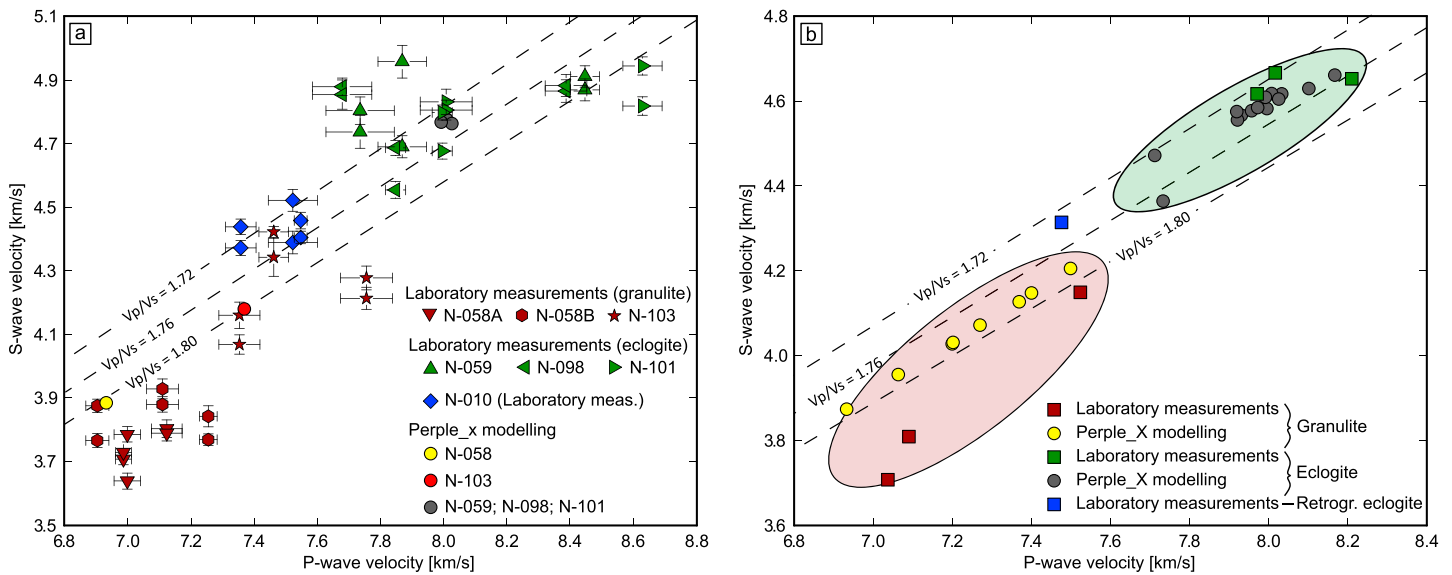 a
5.1
4.9
4.7
4.5
4.3
4.1
3.9
3.7
3.5
S-wave velocity [km/s]
Vp/Vs = 1.72
Vp/Vs = 1.76
Vp/Vs = 1.80
Laboratory measurements (granulite)
N-058A N-058B N-103
Laboratory measurements (eclogite)
N-059 N-098 N-101
N-010 (Laboratory meas.)
Perple_x modelling
N-058
N-103
N-059; N-098; N-101
6.8 7.0 7.2 7.4 7.6 7.8 8.0 8.2 8.4 8.6 8.8
P-wave velocity [km/s]
b
4.8
4.6
4.4
4.2
4.0
3.8
3.6
S-wave velocity [km/s]
Vp/Vs = 1.72
Vp/Vs = 1.80
Vp/Vs = 1.76
Laboratory measurements
Perple_X modelling
Granulite
Laboratory measurements
Perple_X modelling
Eclogite
Laboratory measurements Retrogr. eclogite
6.8 7.0 7.2 7.4 7.6 7.8 8.0 8.2 8.4
P-wave velocity [km/s]